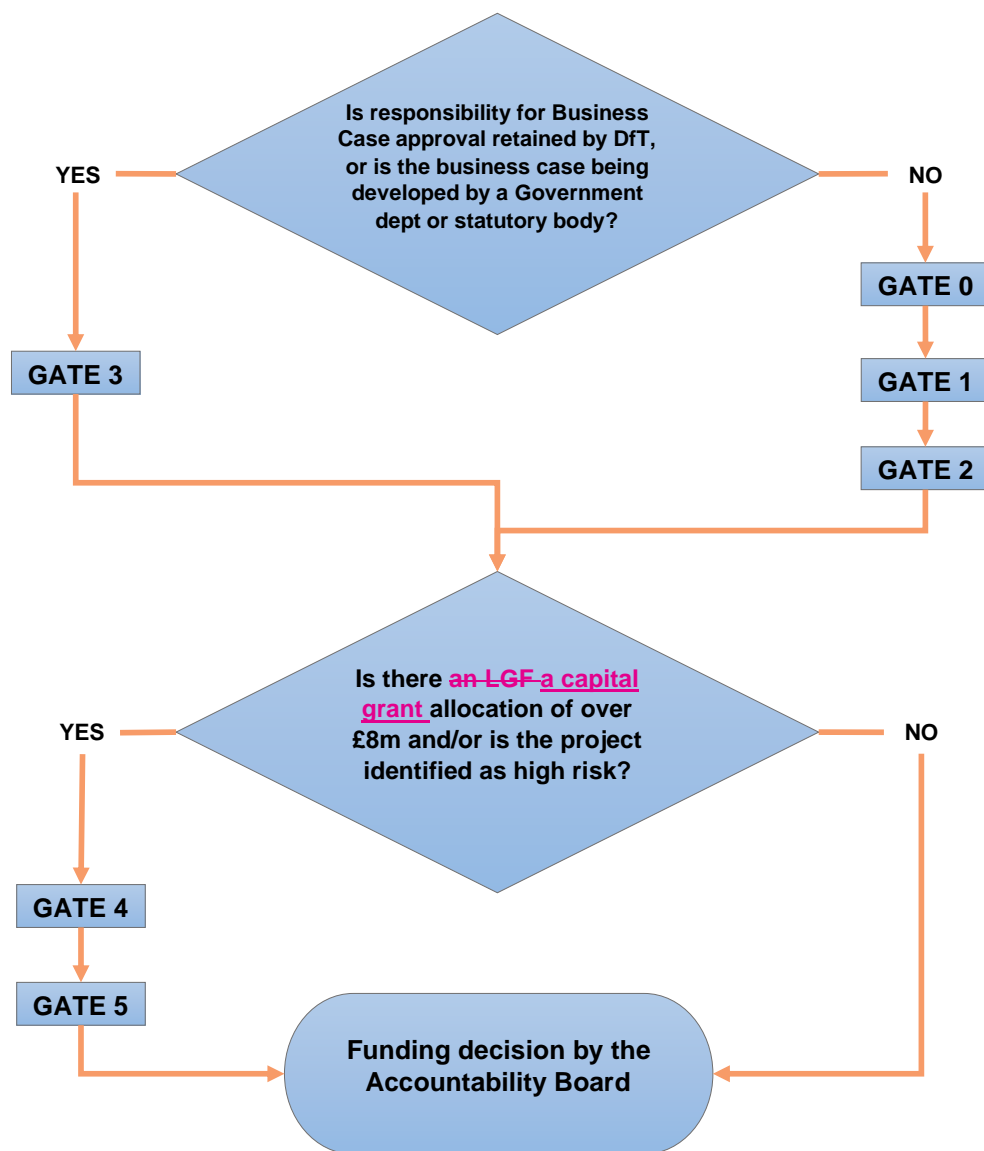 Is responsibility for Business
Case approval retained by DfT,
or is the business case being
developed by a Government
dept or statutory body?
YES
NO
GATE 0
GATE 3
GATE 1
GATE 2
Is there an LGF a capital
grant allocation of over
£8m and/or is the project
identified as high risk?
YES
NO
GATE 4
GATE 5
Funding decision by the
Accountability Board